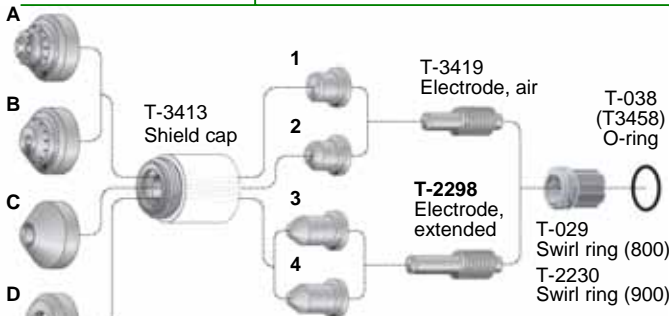 A
B
C
D
T-3413
Shield cap
1
2
3
4
T-3419
Electrode, air
T-2298
Electrode,
extended
T-038
(T3458)
O-ring
T-029
Swirl ring (800)
T-2230
Swirl ring (900)